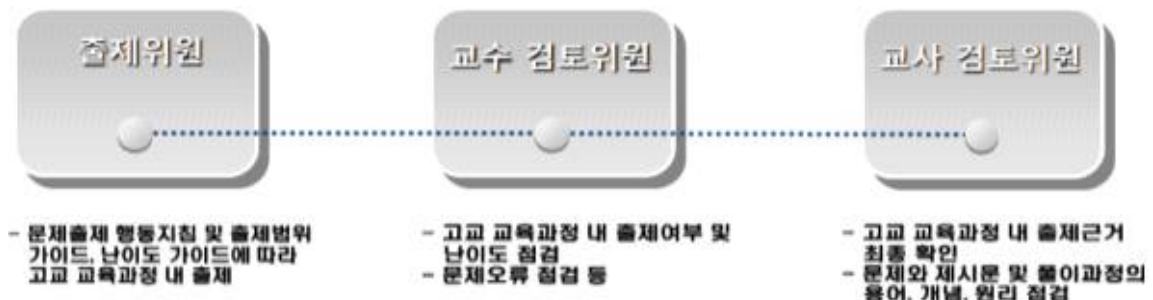 출제위원
교수 검토위원
교사 검토위원
- 문제출제 행동지침 및 출제범위
가이드, 난이도 가이드에 따라
고교 교육과정 내 출제
- 고교 교육과정 내 출제여부 및
난이도 점검
- 문제오류 점검 등
- 고교 교육과정 내 출제근거
최종 확인
- 문제와 제시문 및 풀이과정의
용어, 개념, 원리 점검